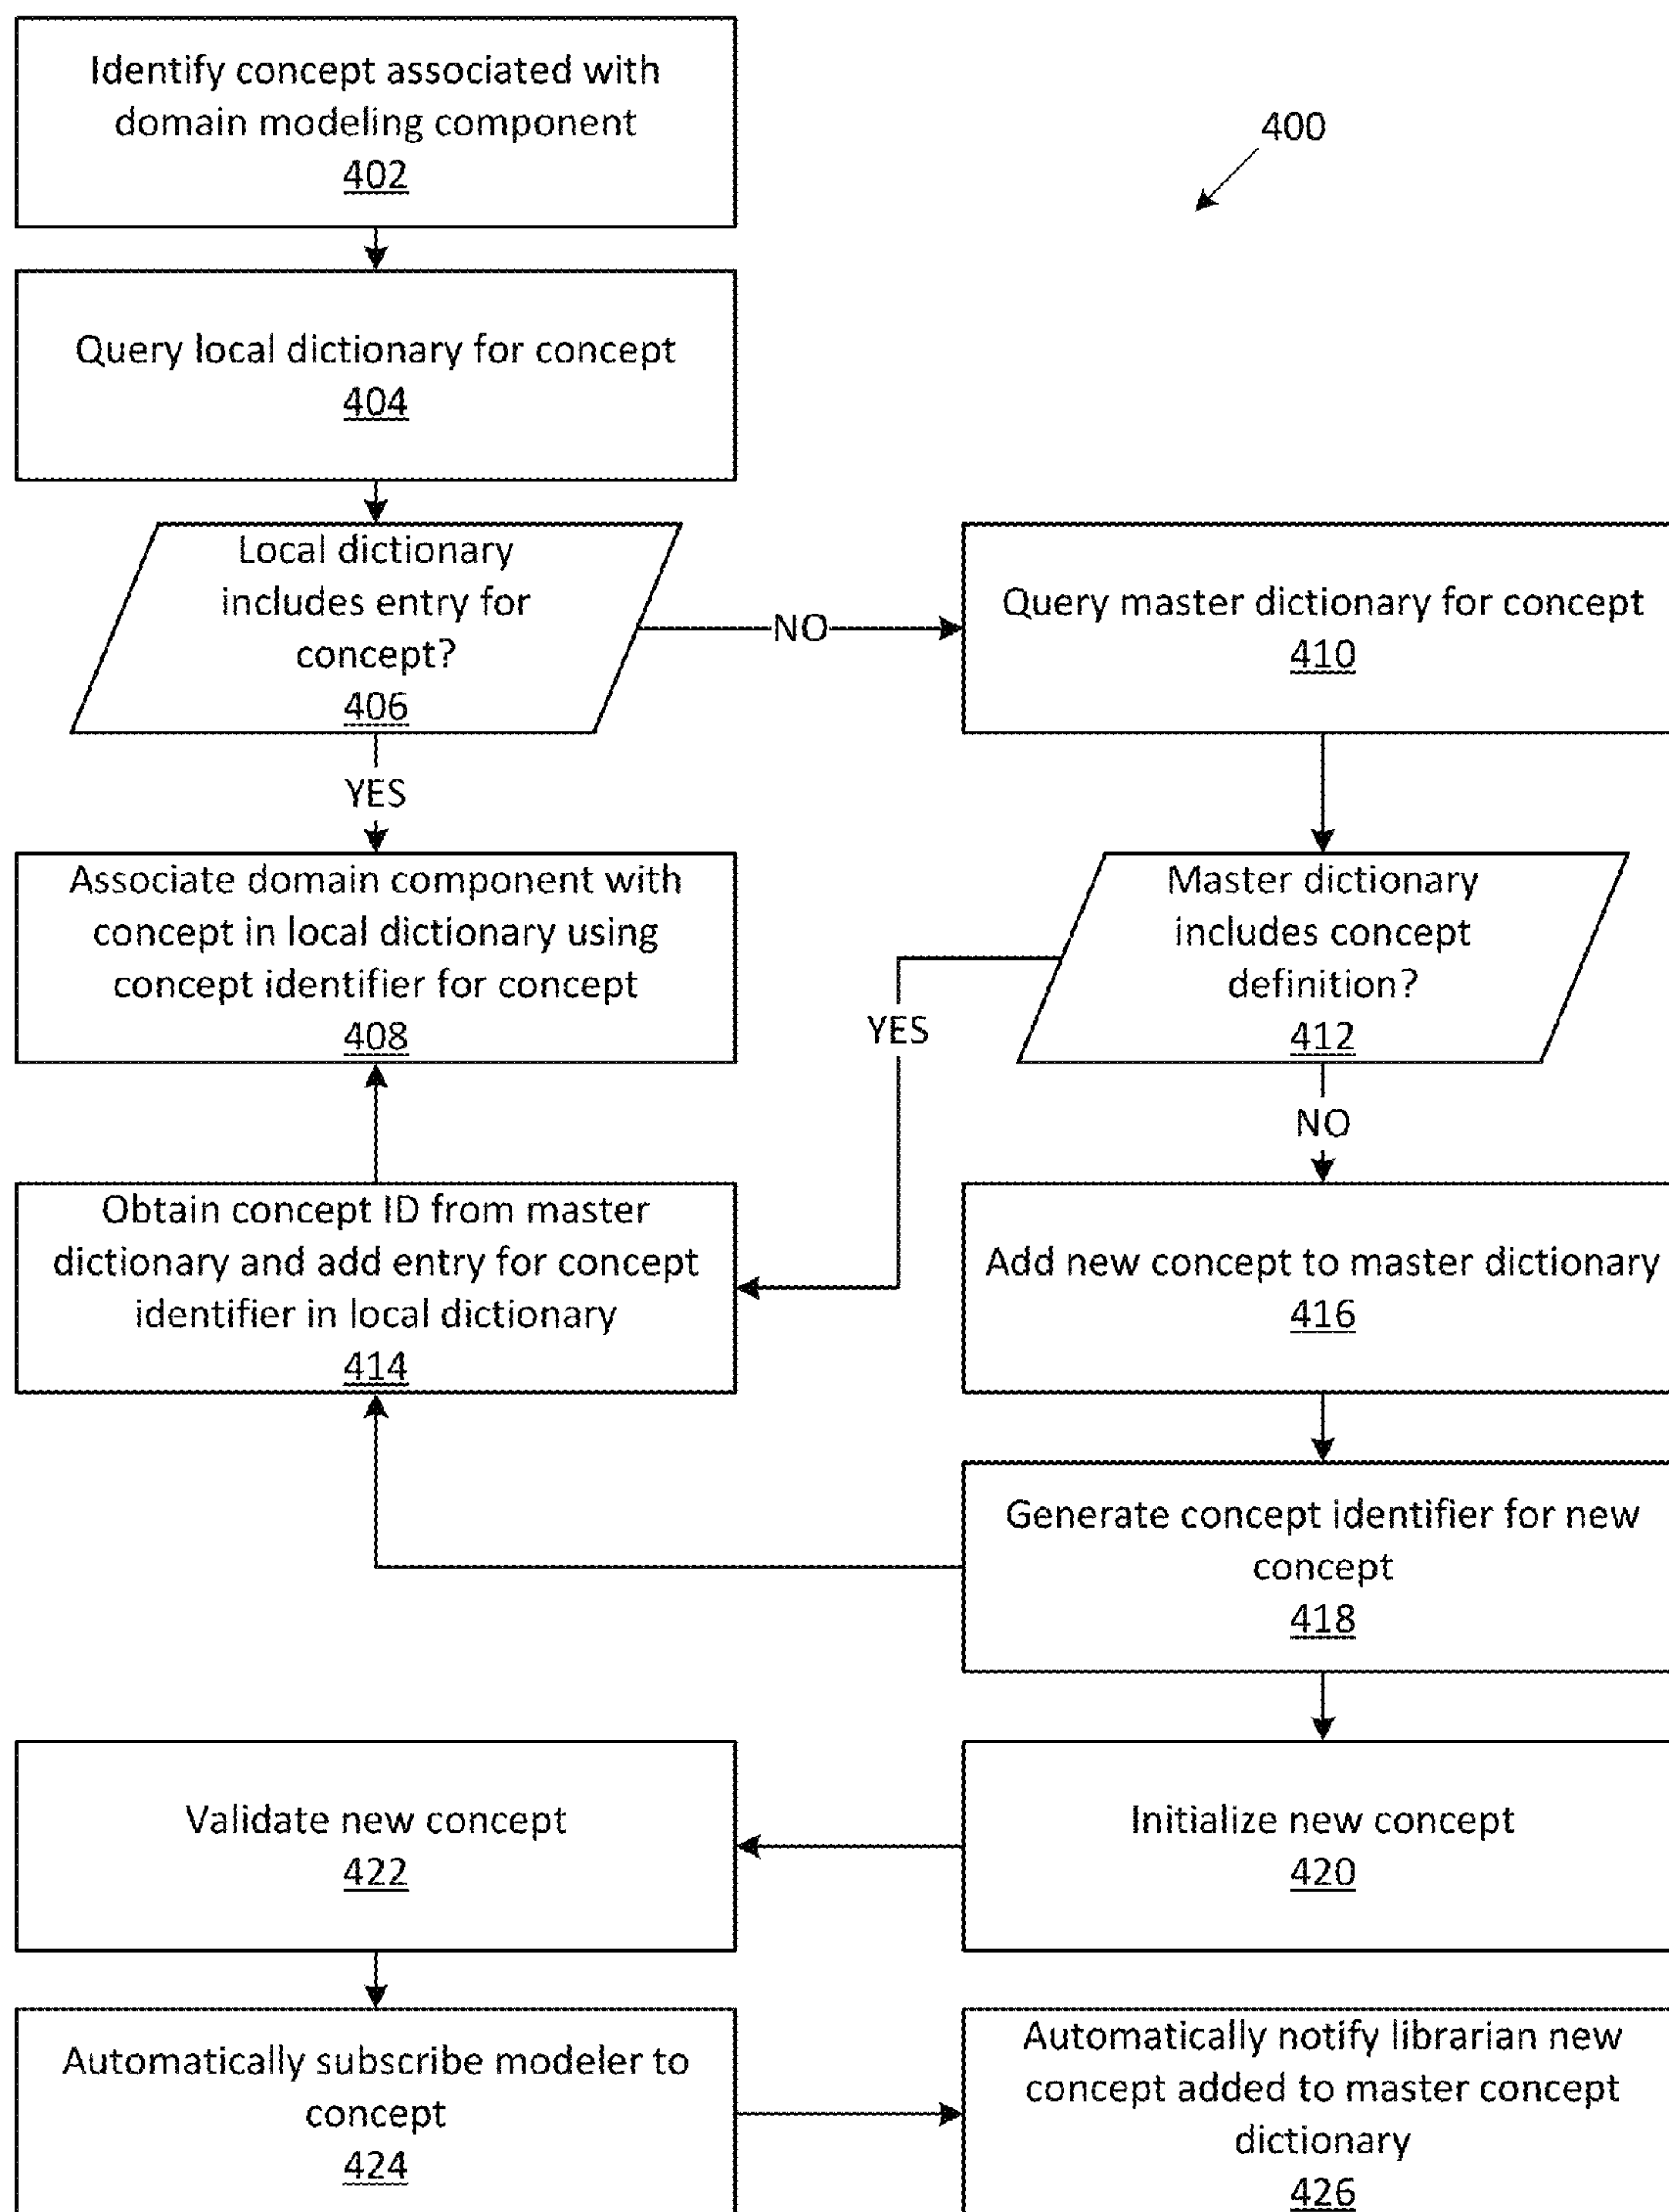 Identify concept associated with
domain modeling component
402
400
Query local dictionary for concept
404
Local dictionary
includes entry for
concept?
406
NO
Query master dictionary for concept
410
YES
Associate domain component with
concept in local dictionary using
concept identifier for concept
408
Master dictionary
includes concept
definition?
412
YES
NO
Obtain concept ID from master
dictionary and add entry for concept
identifier in local dictionary
414
Add new concept to master dictionary
416
Generate concept identifier for new
concept
418
Validate new concept
422
Initialize new concept
420
Automatically subscribe modeler to
concept
424
Automatically notify librarian new
concept added to master concept
dictionary
426